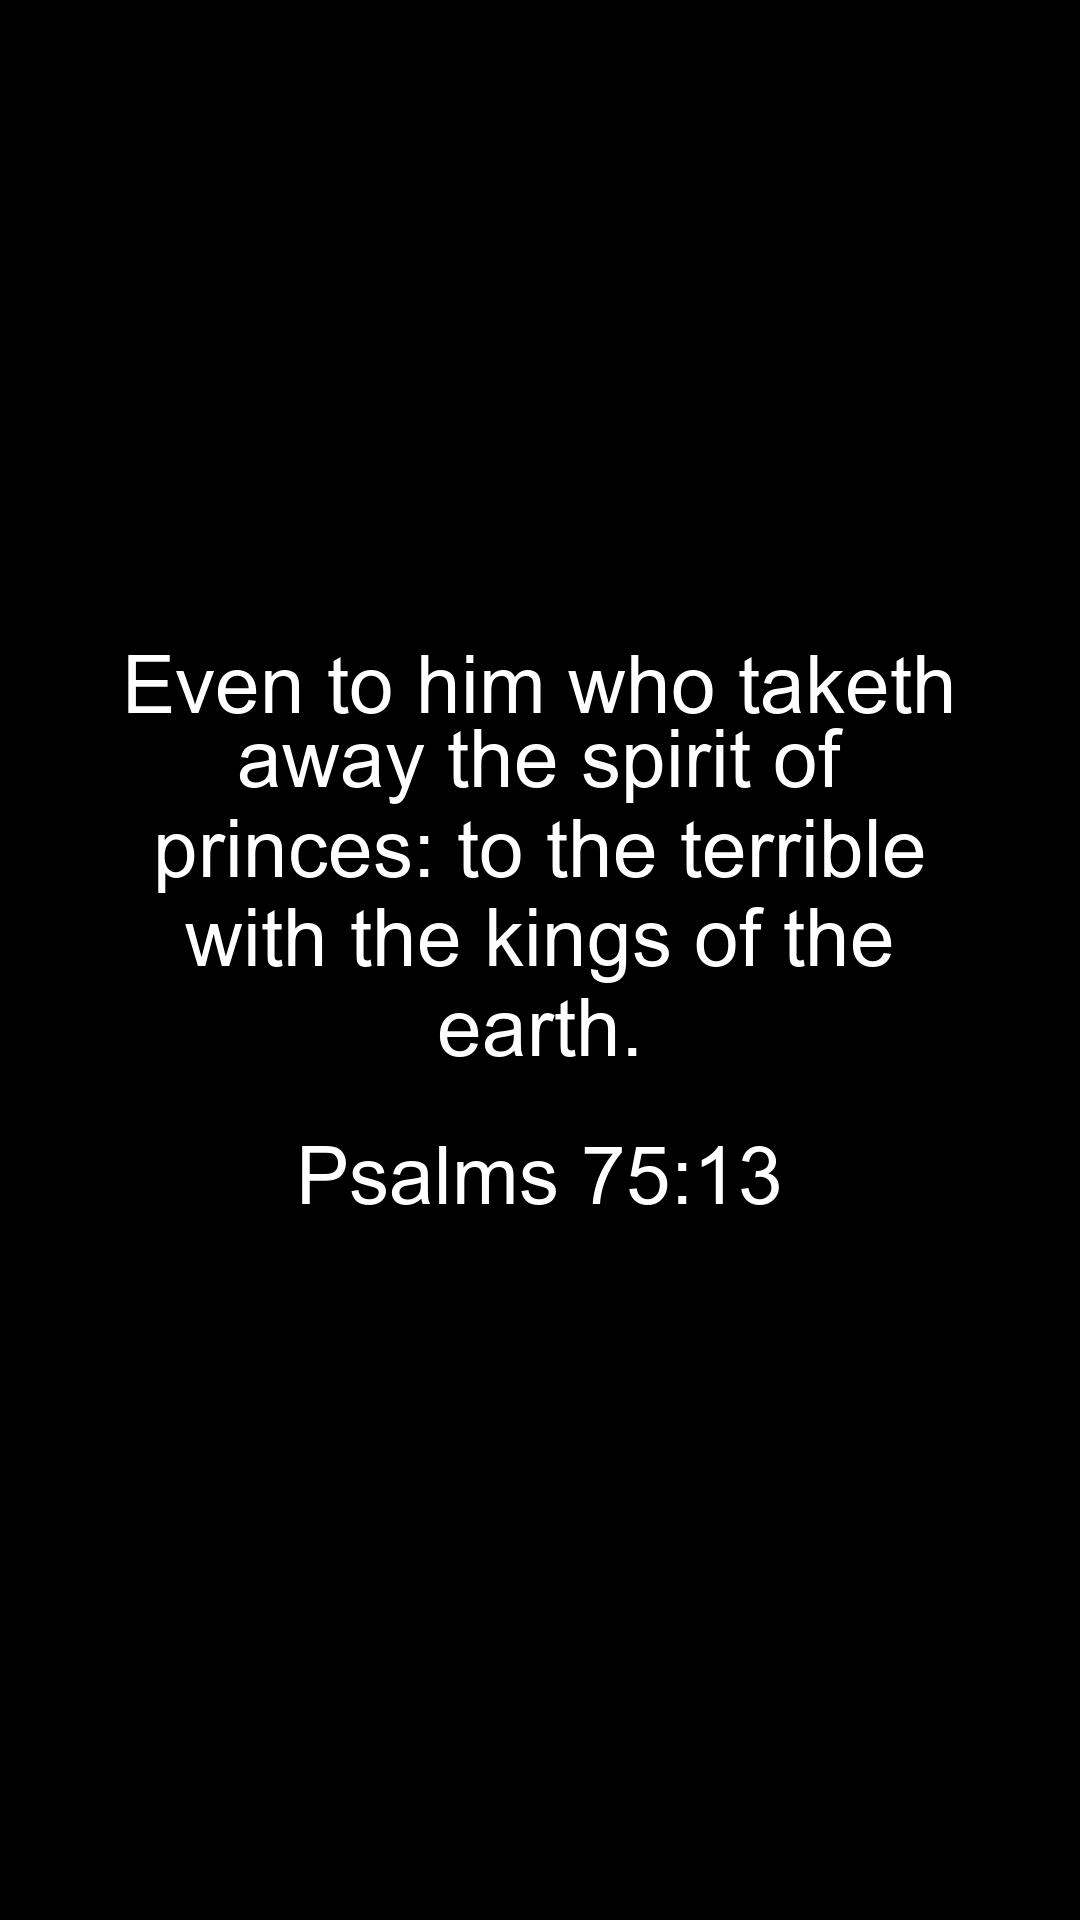 Even to him who taketh
away the spirit of
princes: to the terrible
with the kings of the
earth.
Psalms 75:13